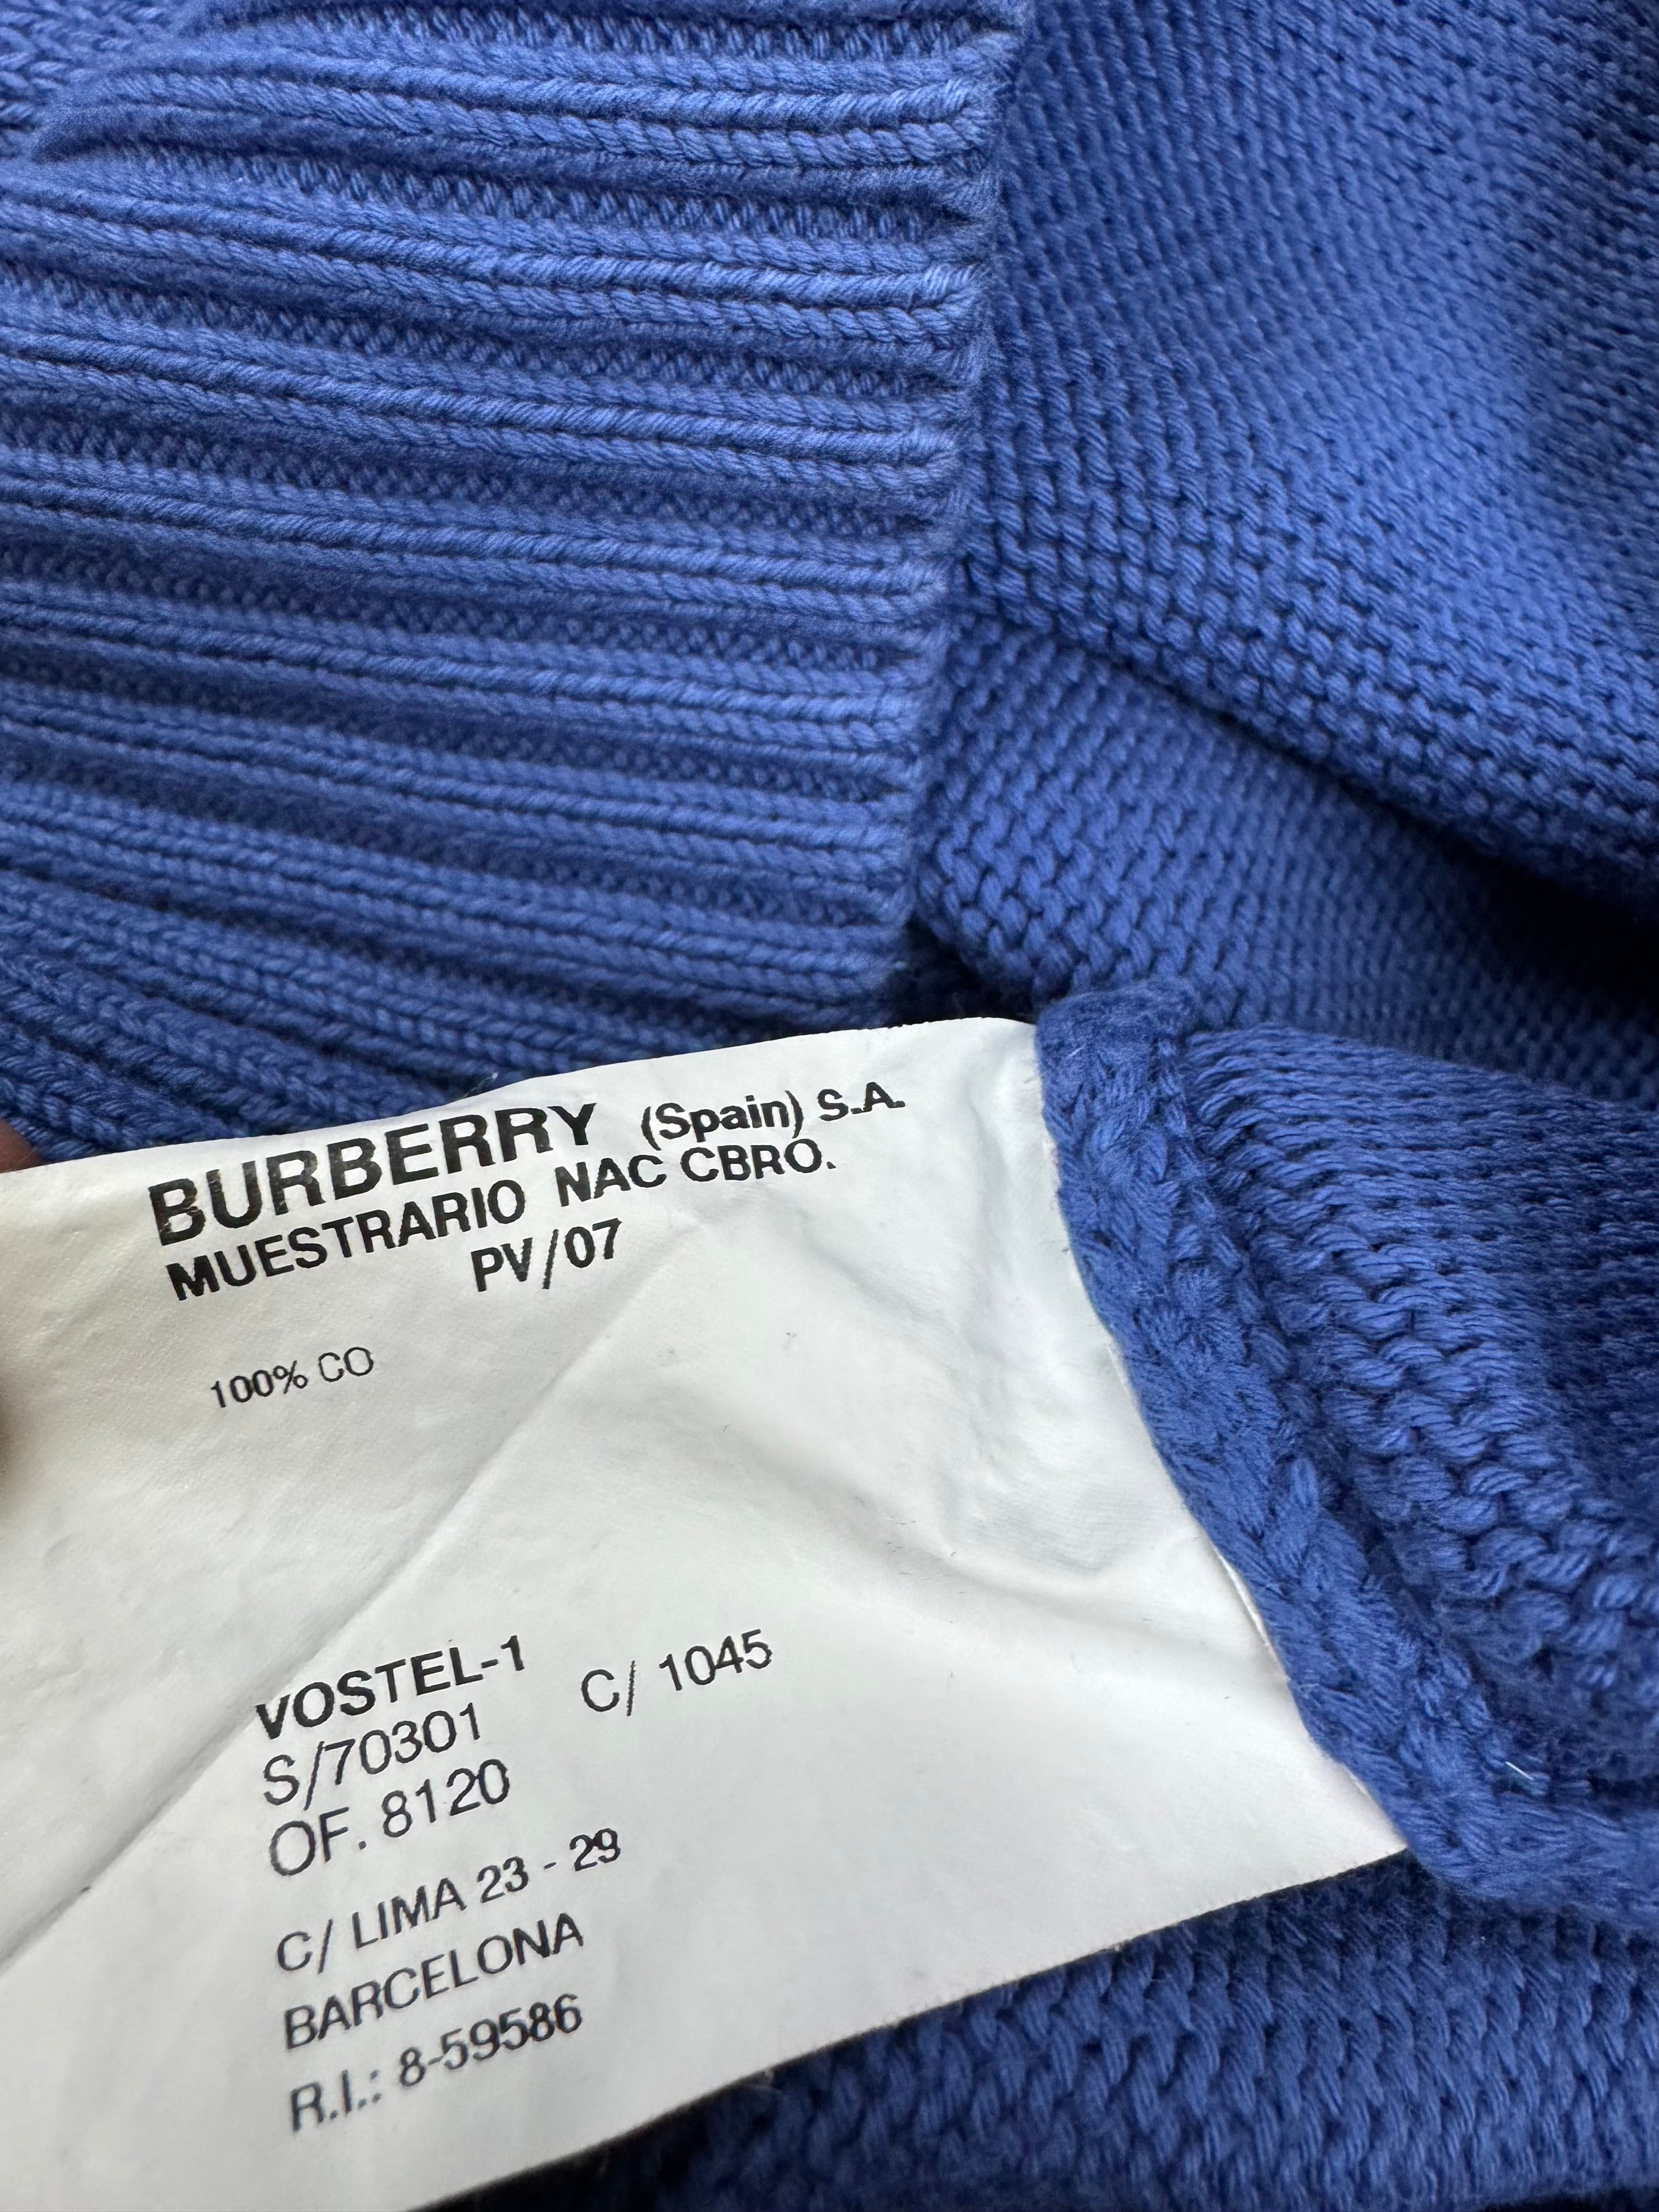 BURBERRY (Spain) S.A.
MUESTRARIO NAC CBRO.
PV/07
100% CO
VOSTEL-1
S/70301 C/ 1045
OF. 8120
C/ LIMA 23 - 29
BARCELONA
R.I.: 8-59586